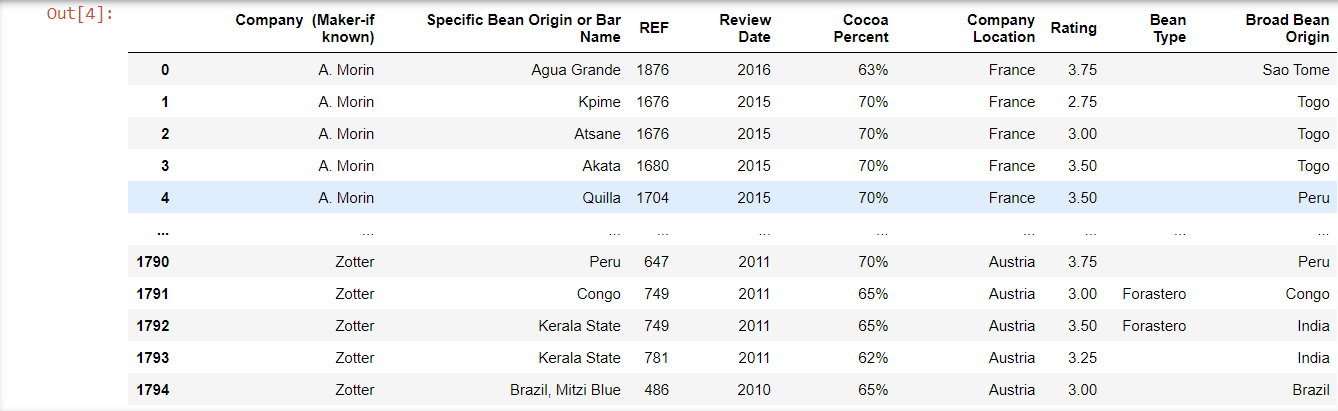 Out[4]:
Company  (Maker-if known) Specific Bean Origin or Bar Name REF Review Date Cocoa Percent Company Location Rating Bean Type Broad Bean Origin
0 A. Morin Agua Grande 1876 2016 63% France 3.75 Sao Tome
1 A. Morin Kpime 1676 2015 70% France 2.75 Togo
2 A. Morin Atsane 1676 2015 70% France 3.00 Togo
3 A. Morin Akata 1680 2015 70% France 3.50 Togo
4 A. Morin Quilla 1704 2015 70% France 3.50 Peru
... ... ... ... ... ... ... ... ... ...
1790 Zotter Peru 647 2011 70% Austria 3.75 Peru
1791 Zotter Congo 749 2011 65% Austria 3.00 Forastero Congo
1792 Zotter Kerala State 749 2011 65% Austria 3.50 Forastero India
1793 Zotter Kerala State 781 2011 62% Austria 3.25 India
1794 Zotter Brazil, Mitzi Blue 486 2010 65% Austria 3.00 Brazil